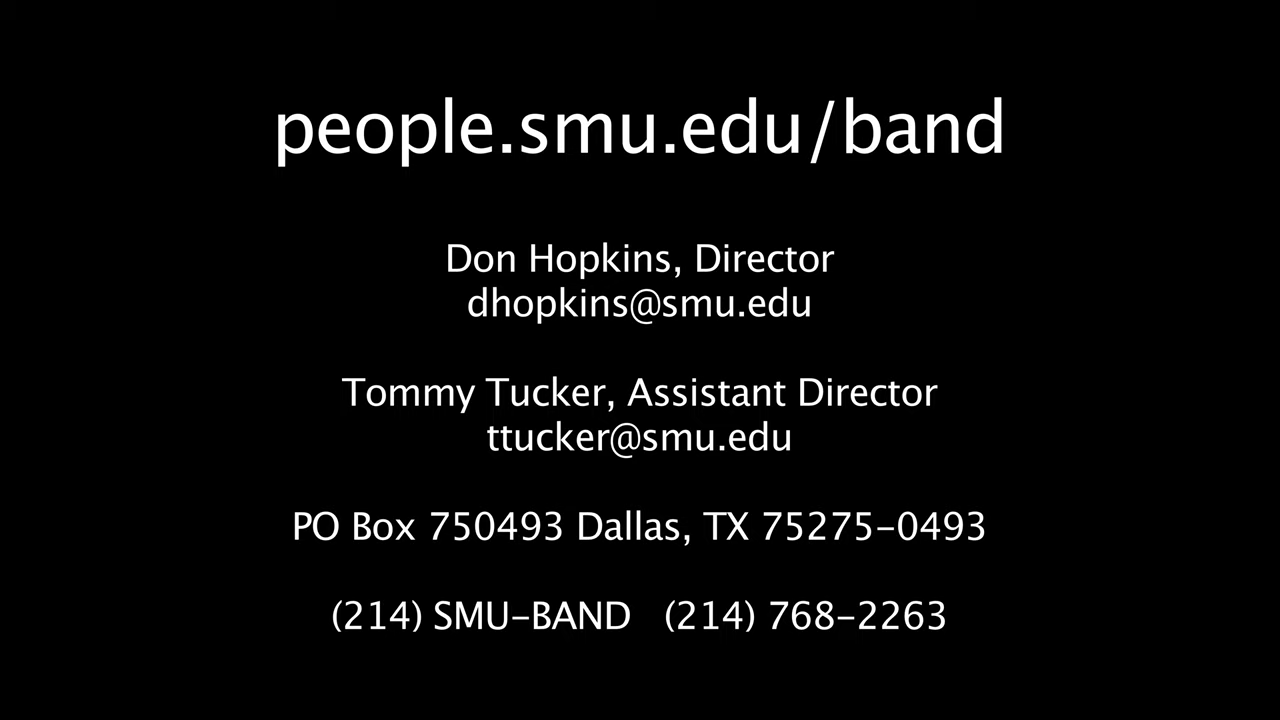 people.smu.edu/band
Don Hopkins, Director
dhopkins@smu.edu
Tommy Tucker, Assistant Director
ttucker@smu.edu
PO Box 750493 Dallas, TX 75275-0493
(214) SMU-BAND (214) 768-2263